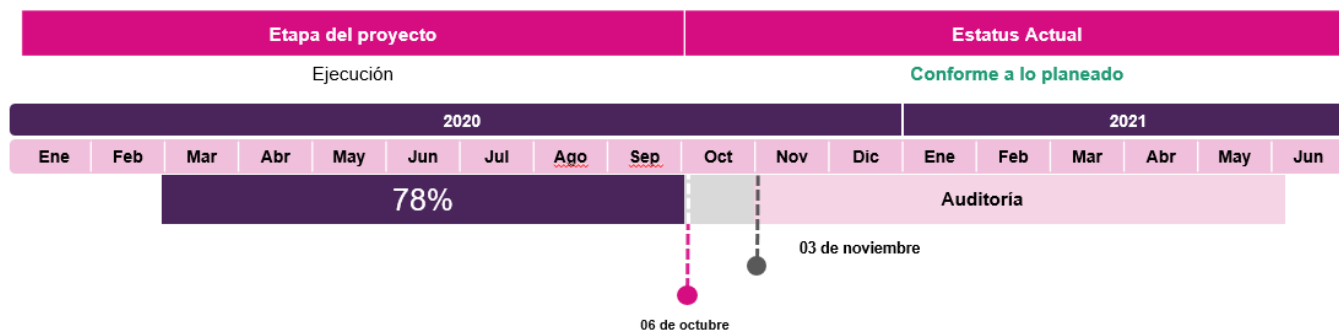 Etapa del proyecto Estatus Actual
Ejecución Conforme a lo planeado
2020 2021
Ene Feb Mar Abr May Jun Jul Ago Sep Oct Nov Dic Ene Feb Mar Abr May Jun
78% Auditoría
03 de noviembre
06 de octubre